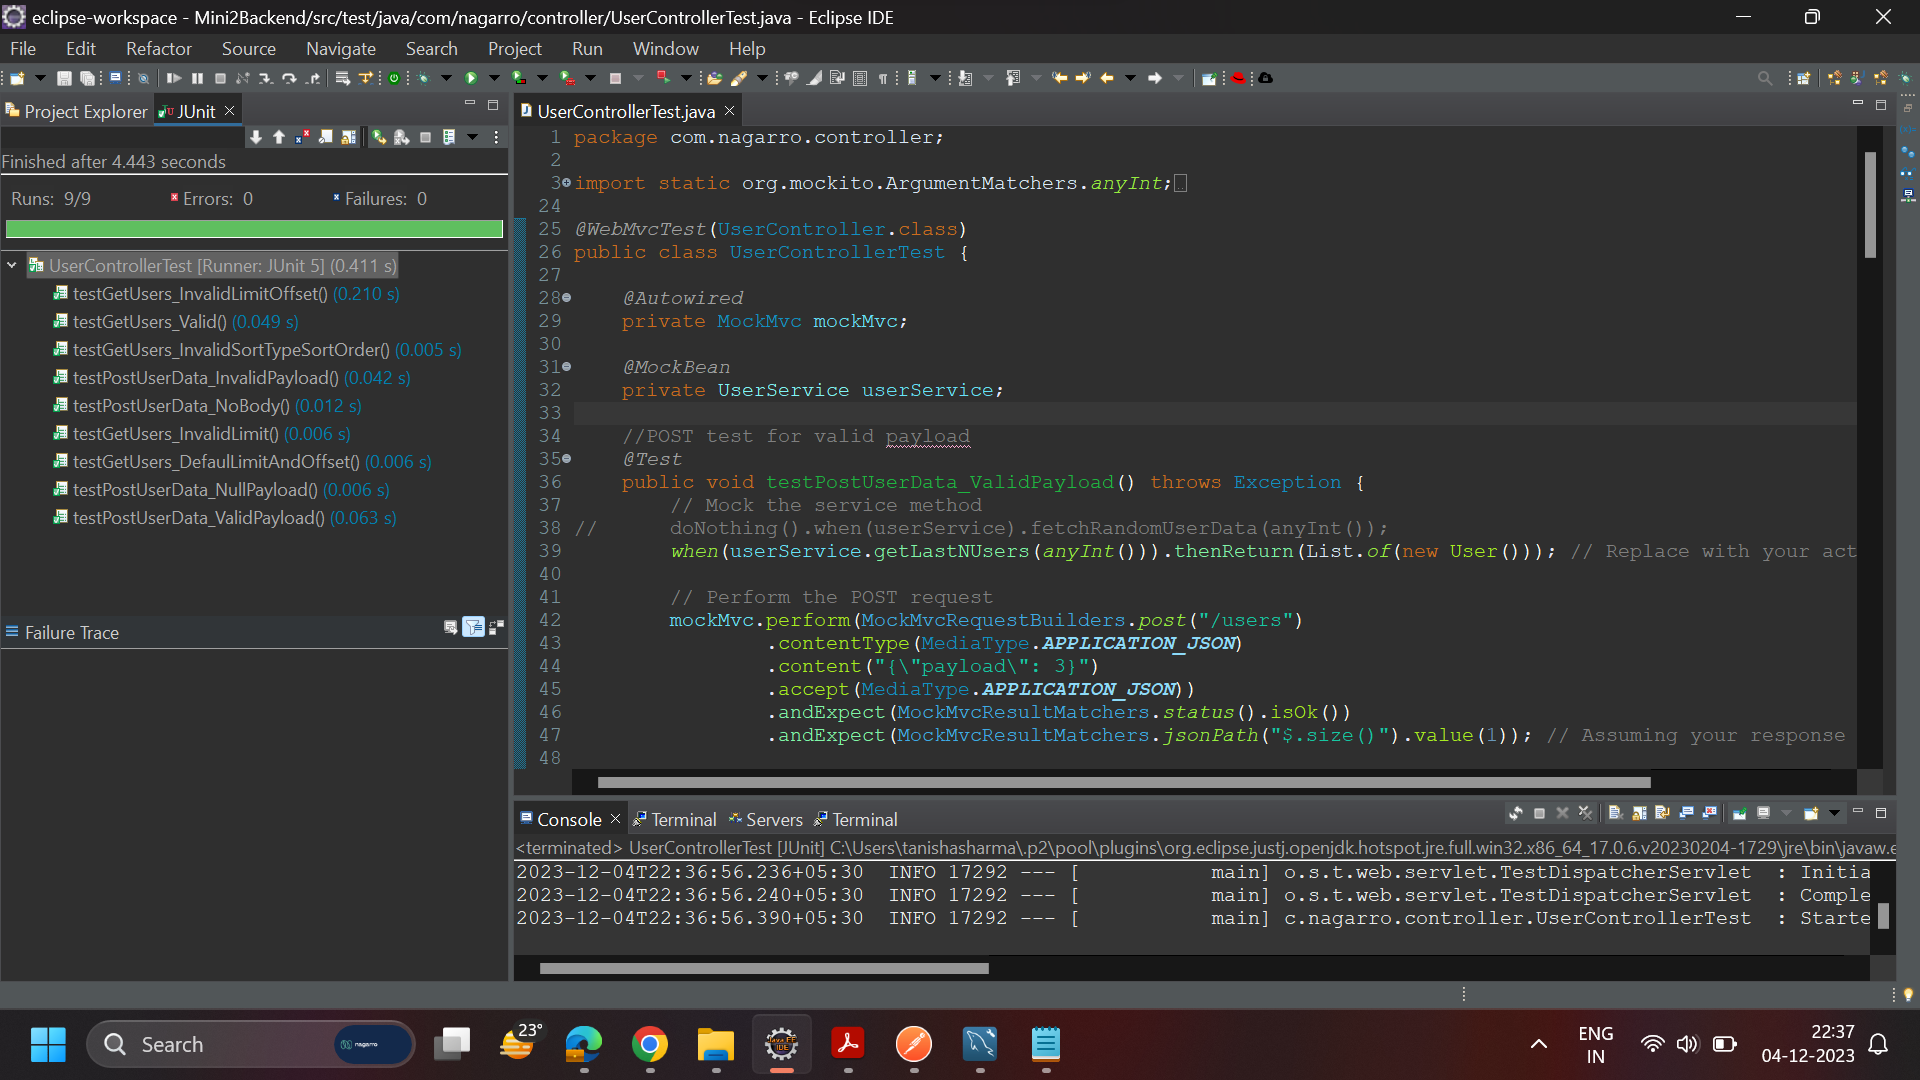 eclipse-workspace - Mini2Backend/src/test/java/com/nagarro/controller/UserControllerTest.java - Eclipse IDE
File Edit Refactor Source Navigate Search Project Run Window Help
Project Explorer JUnit
Finished after 4.443 seconds
Runs: 9/9 Errors: 0 Failures: 0
UserControllerTest [Runner: JUnit 5] (0.411 s)
testGetUsers_InvalidLimitOffset() (0.210 s)
testGetUsers_Valid() (0.049 s)
testGetUsers_InvalidSortTypeSortOrder() (0.005 s)
testPostUserData_InvalidPayload() (0.042 s)
testPostUserData_NoBody() (0.012 s)
testGetUsers_InvalidLimit() (0.006 s)
testGetUsers_DefaulLimitAndOffset() (0.006 s)
testPostUserData_NullPayload() (0.006 s)
testPostUserData_ValidPayload() (0.063 s)
Failure Trace
UserControllerTest.java
1 package com.nagarro.controller;
2
3 import static org.mockito.ArgumentMatchers.anyInt;
24
25 @WebMvcTest(UserController.class)
26 public class UserControllerTest {
27
28 @Autowired
29 private MockMvc mockMvc;
30
31 @MockBean
32 private UserService userService;
33
34 //POST test for valid payload
35 @Test
36 public void testPostUserData_ValidPayload() throws Exception {
37 // Mock the service method
38 // doNothing().when(userService).fetchRandomUserData(anyInt());
39 when(userService.getLastNUsers(anyInt())).thenReturn(List.of(new User())); // Replace with your act
40
41 // Perform the POST request
42 mockMvc.perform(MockMvcRequestBuilders.post("/users")
43 .contentType(MediaType.APPLICATION_JSON)
44 .content("{\"payload\": 3}")
45 .accept(MediaType.APPLICATION_JSON))
46 .andExpect(MockMvcResultMatchers.status().isOk())
47 .andExpect(MockMvcResultMatchers.jsonPath("$.size()").value(1)); // Assuming your response
48
Console Terminal Servers Terminal
<terminated> UserControllerTest [JUnit] C:\Users\tanishasharma\.p2\pool\plugins\org.eclipse.justj.openjdk.hotspot.jre.full.win32.x86_64_17.0.6.v20230204-1729\jre\bin\javaw.e
2023-12-04T22:36:56.236+05:30 INFO 17292 --- [ main] o.s.t.web.servlet.TestDispatcherServlet : Initia
2023-12-04T22:36:56.240+05:30 INFO 17292 --- [ main] o.s.t.web.servlet.TestDispatcherServlet : Comple
2023-12-04T22:36:56.390+05:30 INFO 17292 --- [ main] c.nagarro.controller.UserControllerTest : Starte
Search
nagarro
23°
Java EE
IDE
ENG
IN
22:37
04-12-2023